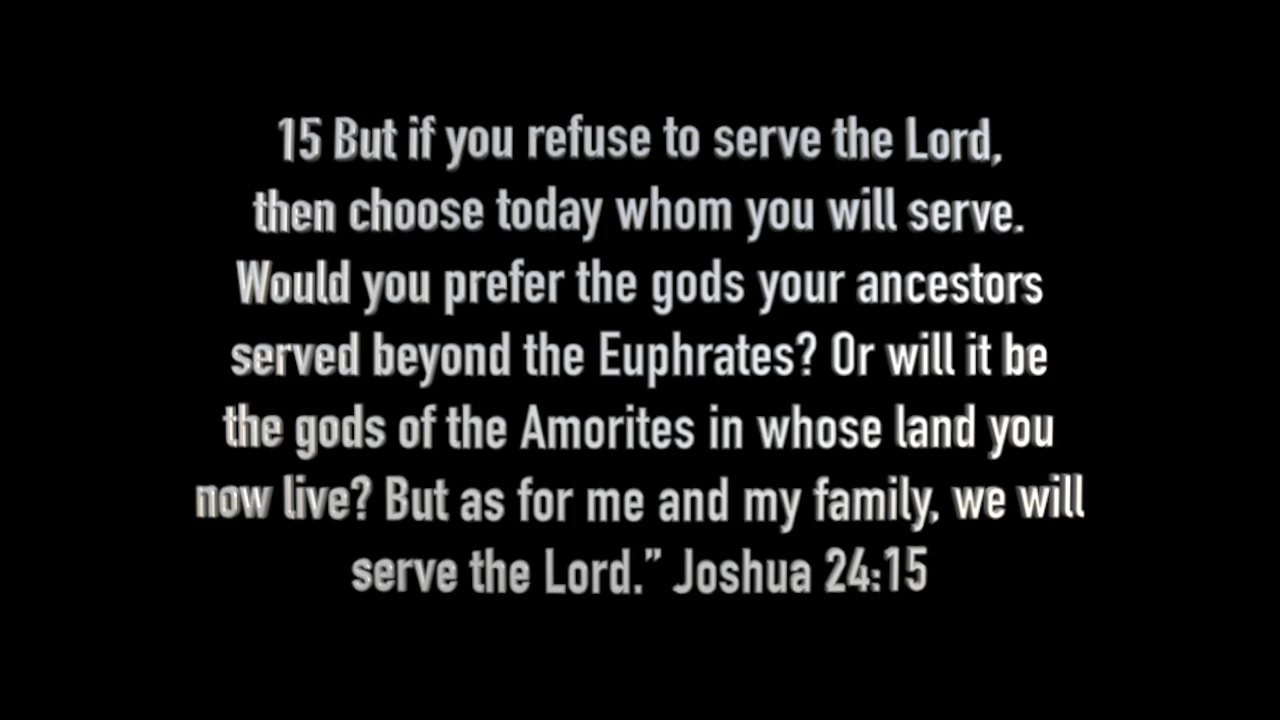 15 But if you refuse to serve the Lord,
then choose today whom you will serve.
Would you prefer the gods your ancestors
served beyond the Euphrates? Or will it be
the gods of the Amorites in whose land you
now live? But as for me and my family, we will
serve the Lord.” Joshua 24:15